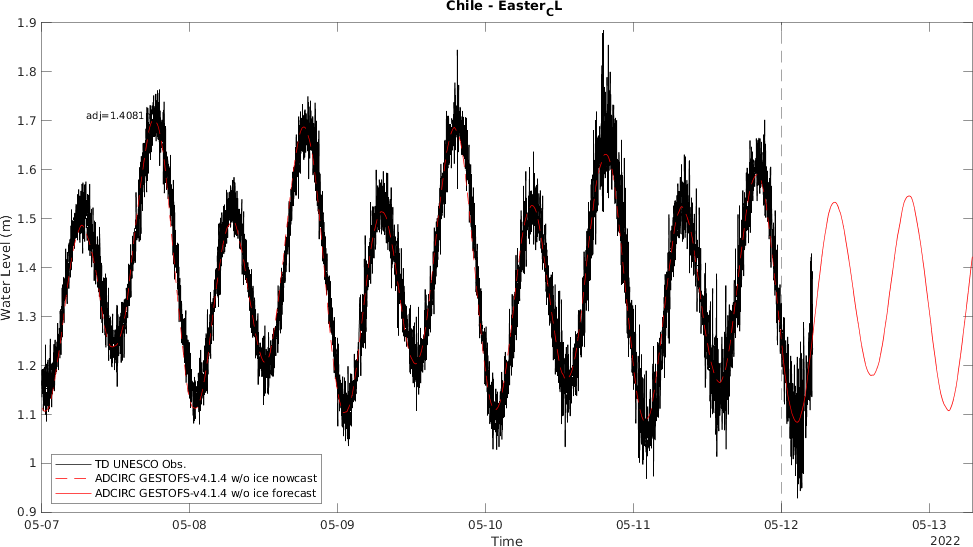 Chile - EasterCL
1.9
1.8
1.7
1.6
1.5
1.4
1.3
1.2
1.1
1
0.9
Water Level (m)
adj=1.4081
TD UNESCO Obs.
ADCIRC GESTOFS-v4.1.4 w/o ice nowcast
ADCIRC GESTOFS-v4.1.4 w/o ice forecast
05-07 05-08 05-09 05-10 05-11 05-12 05-13
Time
2022